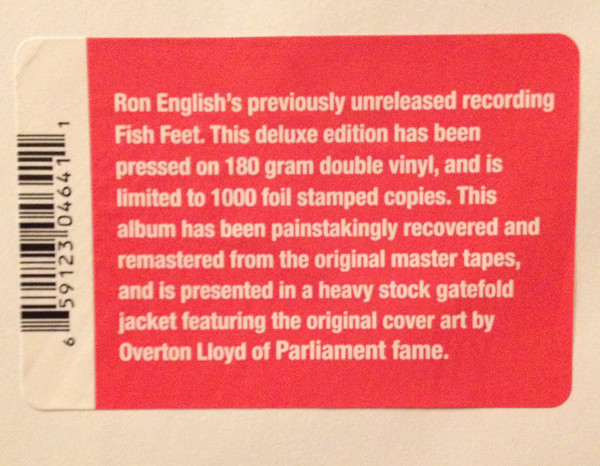 Ron English's previously unreleased recording
Fish Feet. This deluxe edition has been
pressed on 180 gram double vinyl, and is
limited to 1000 foil stamped copies. This
album has been painstakingly recovered and
remastered from the original master tapes,
and is presented in a heavy stock gatefold
jacket featuring the original cover art by
Overton Lloyd of Parliament fame.
6 59123 04641 1